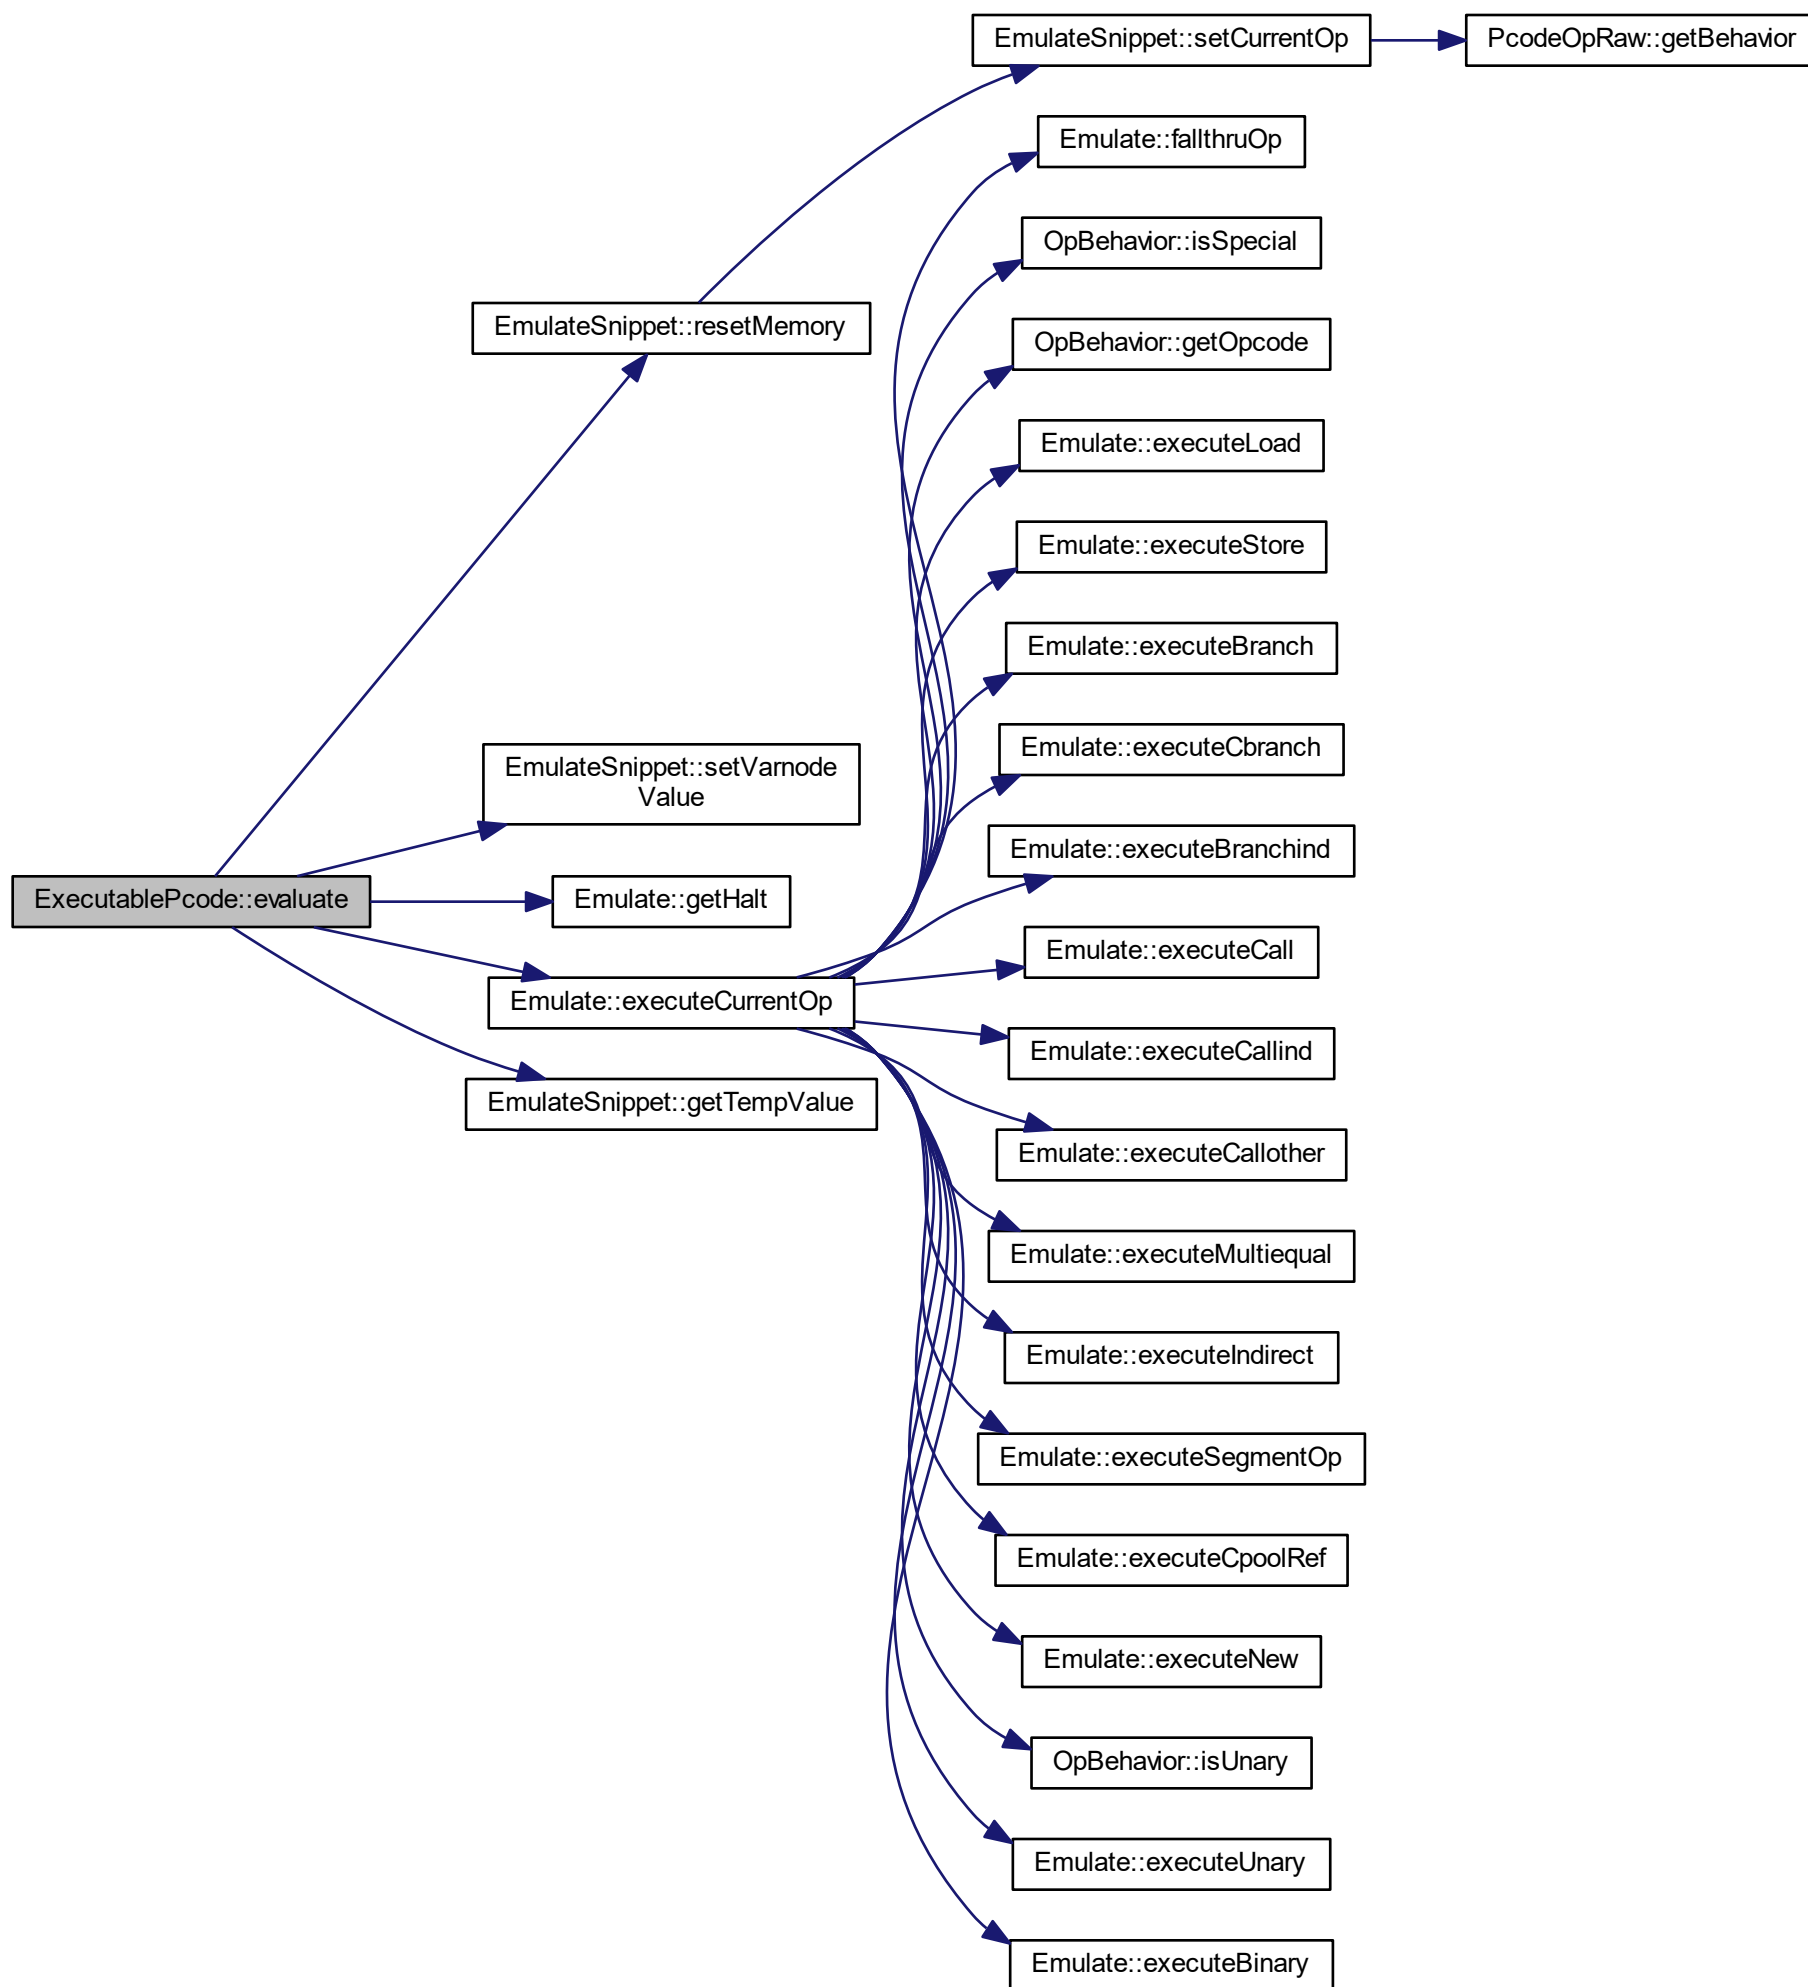 EmulateSnippet::setCurrentOp
PcodeOpRaw::getBehavior
Emulate::fallthruOp
OpBehavior::isSpecial
EmulateSnippet::resetMemory
OpBehavior::getOpcode
Emulate::executeLoad
Emulate::executeStore
Emulate::executeBranch
Emulate::executeCbranch
EmulateSnippet::setVarnode
Value
Emulate::executeBranchind
ExecutablePcode::evaluate
Emulate::getHalt
Emulate::executeCall
Emulate::executeCurrentOp
Emulate::executeCallind
EmulateSnippet::getTempValue
Emulate::executeCallother
Emulate::executeMultiequal
Emulate::executeIndirect
Emulate::executeSegmentOp
Emulate::executeCpoolRef
Emulate::executeNew
OpBehavior::isUnary
Emulate::executeUnary
Emulate::executeBinary